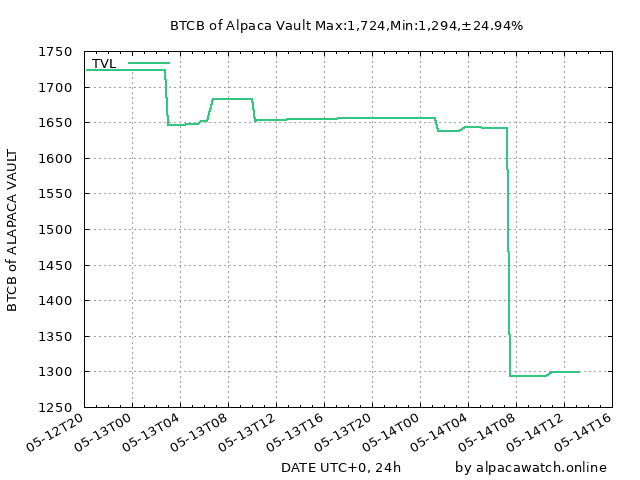 BTCB of Alpaca Vault Max:1,724,Min:1,294,±24.94%
TVL
BTCB of ALAPACA VAULT
1750
1700
1650
1600
1550
1500
1450
1400
1350
1300
1250
05-12T20
05-13T00
05-13T04
05-13T08
05-13T12
05-13T16
05-13T20
05-14T00
05-14T04
05-14T08
05-14T12
05-14T16
DATE UTC+0, 24h
by alpacawatch.online